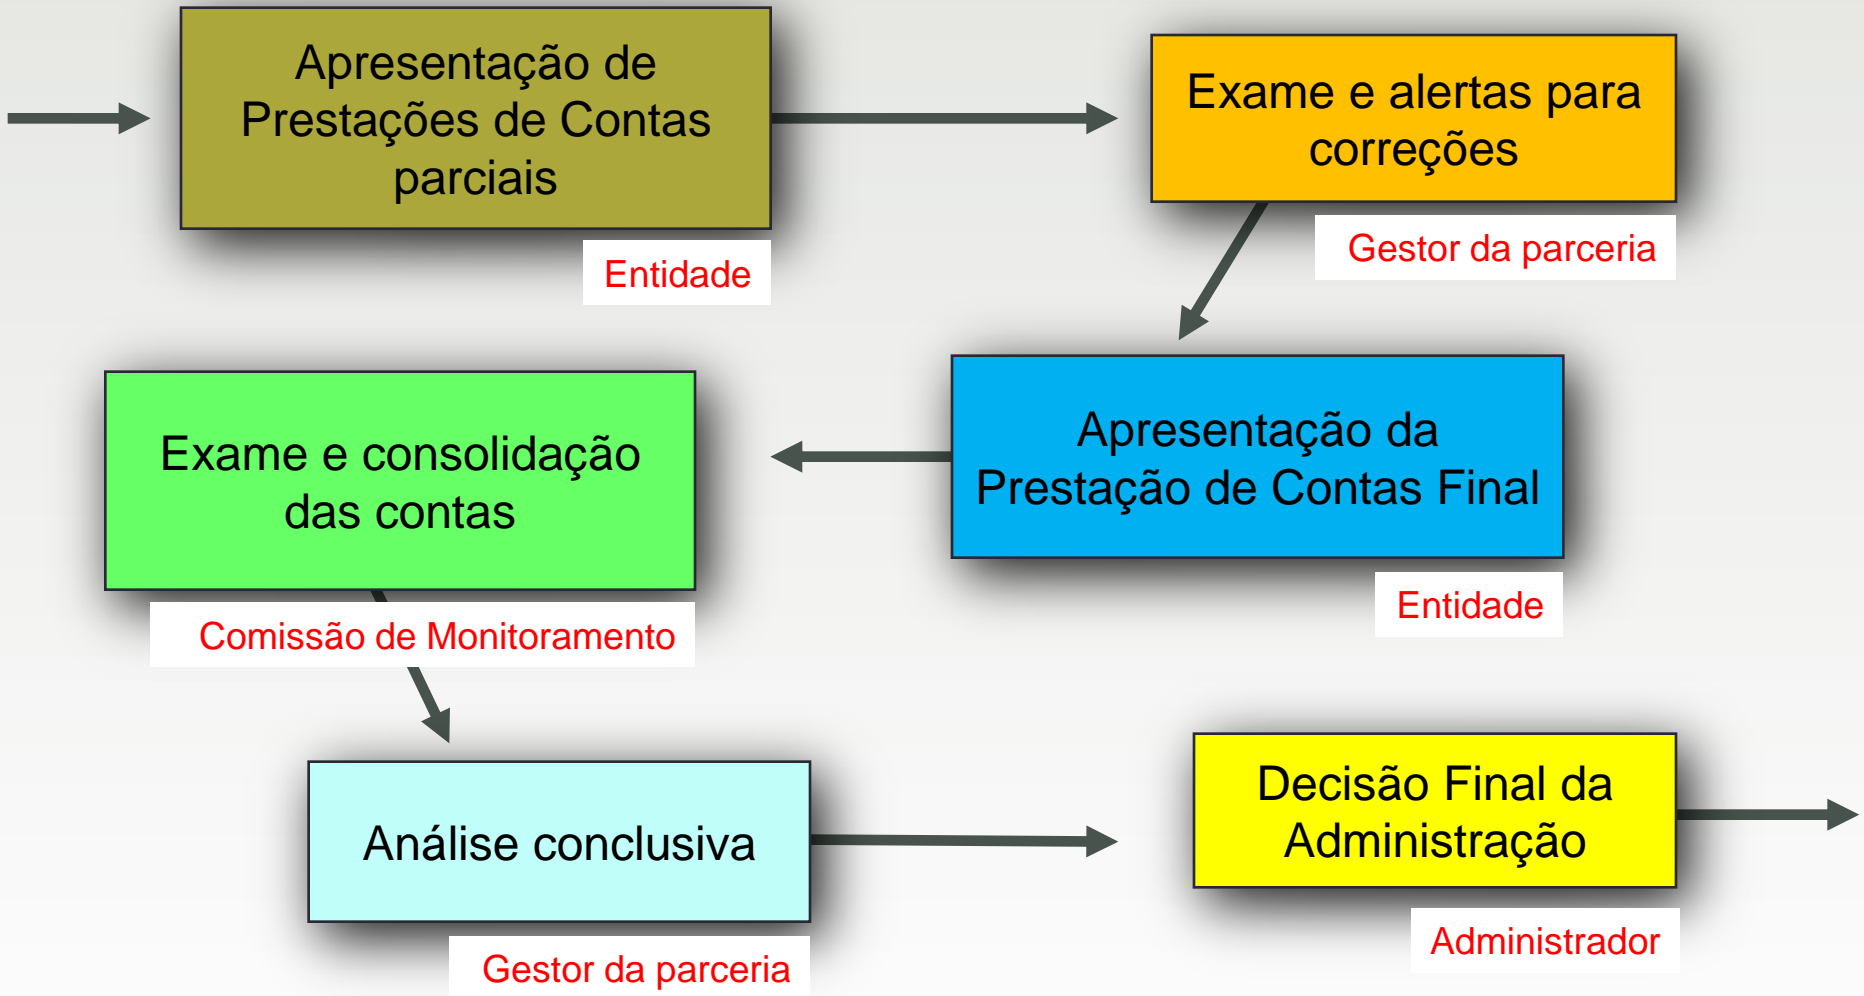 Apresentação de
Prestações de Contas
parciais
Entidade
Exame e alertas para
correções
Gestor da parceria
Apresentação da
Prestação de Contas Final
Entidade
Exame e consolidação
das contas
Comissão de Monitoramento
Análise conclusiva
Gestor da parceria
Decisão Final da
Administração
Administrador